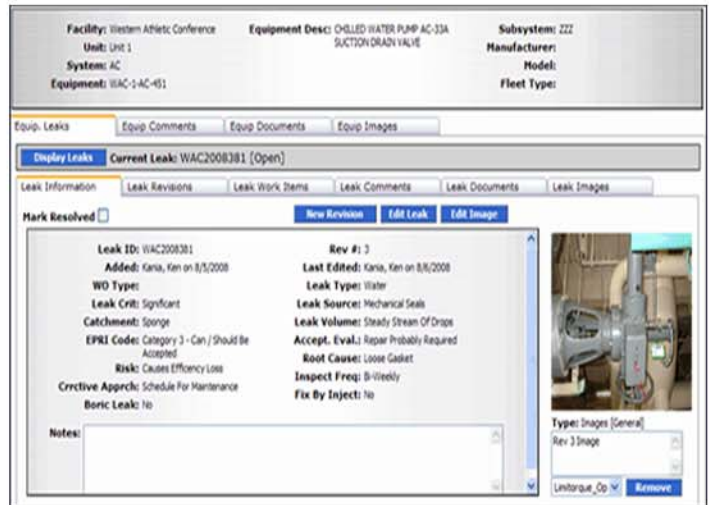 Facility: Western Athletic Conference Equipment Desc: CHILLED WATER PUMP AC-33A Subsystem: ZZZ
Unit: Unit 1 SUCTION DRAIN VALVE Manufacturer:
System: AC Model:
Equipment: WAC-1-AC-451 Fleet Type:
Equip. Leaks Equip Comments Equip Documents Equip Images
Display Leaks Current Leak: WAC2008381 [Open]
Leak Information Leak Revisions Leak Work Items Leak Comments Leak Documents Leak Images
Mark Resolved New Revision Edit Leak Edit Image
Leak ID: WAC2008381 Rev #: 3
Added: Kania, Ken on 8/5/2008 Last Edited: Kania, Ken on 8/6/2008
WO Type: Leak Type: Water
Leak Crit: Significant Leak Source: Mechanical Seals
Catchment: Sponge Leak Volume: Steady Stream Of Drops
EPRI Code: Category 3 - Can / Should Be Accepted Accept. Eval.: Repair Probably Required
Risk: Causes Efficency Loss Root Cause: Loose Gasket
Crrctive Apprch: Schedule For Maintenance Inspect Freq: Bi-Weekly
Boric Leak: No Fix By Inject: No
Notes:
Type: Images [General]
Rev 3 Image
Limitorque_Op Remove